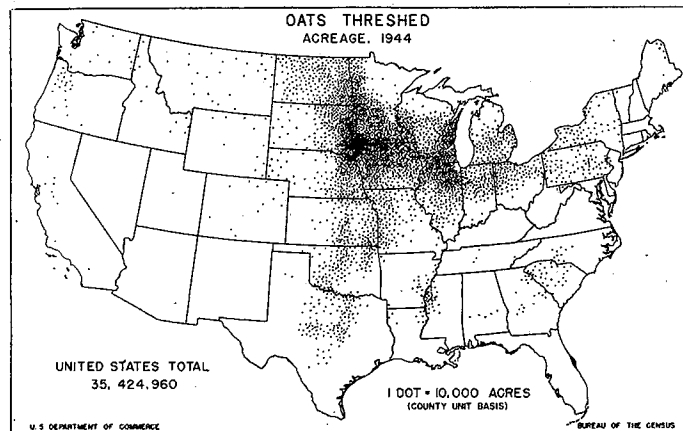 OATS THRESHED
ACREAGE, 1944
UNITED STATES TOTAL
35,424,960
1 DOT = 10,000 ACRES
(COUNTY UNIT BASIS)
U.S DEPARTMENT OF COMMERCE
BUREAU OF THE CENSUS